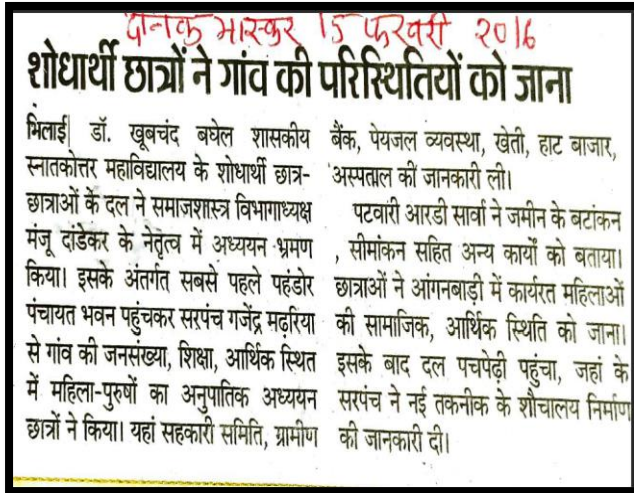 दैनिक भास्कर 15 फरवरी 2016
शोधार्थी छात्रों ने गांव की परिस्थितियों को जाना
भिलाई| डॉ. खूबचंद बघेल शासकीय
स्नातकोत्तर महाविद्यालय के शोधार्थी छात्र-
छात्राओं के दल ने समाजशास्त्र विभागाध्यक्ष
मंजू दांडेकर के नेतृत्व में अध्ययन भ्रमण
किया। इसके अंतर्गत सबसे पहले पहंडोर
पंचायत भवन पहुंचकर सरपंच गजेंद्र मढ़रिया
से गांव की जनसंख्या, शिक्षा, आर्थिक स्थित
में महिला-पुरुषों का अनुपातिक अध्ययन
छात्रों ने किया। यहां सहकारी समिति, ग्रामीण
बैंक, पेयजल व्यवस्था, खेती, हाट बाजार,
अस्पताल की जानकारी ली।
पटवारी आरडी सार्वा ने जमीन के बटांकन
, सीमांकन सहित अन्य कार्यों को बताया।
छात्राओं ने आंगनबाड़ी में कार्यरत महिलाओं
की सामाजिक, आर्थिक स्थिति को जाना।
इसके बाद दल पचपेढ़ी पहुंचा, जहां के
सरपंच ने नई तकनीक के शौचालय निर्माण
की जानकारी दी।